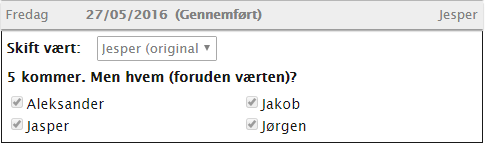 Fredag 27/05/2016 (Gennemført) Jesper
Skift vært: Jesper (original
5 kommer. Men hvem (foruden værten)?
Aleksander Jakob
Jasper Jørgen